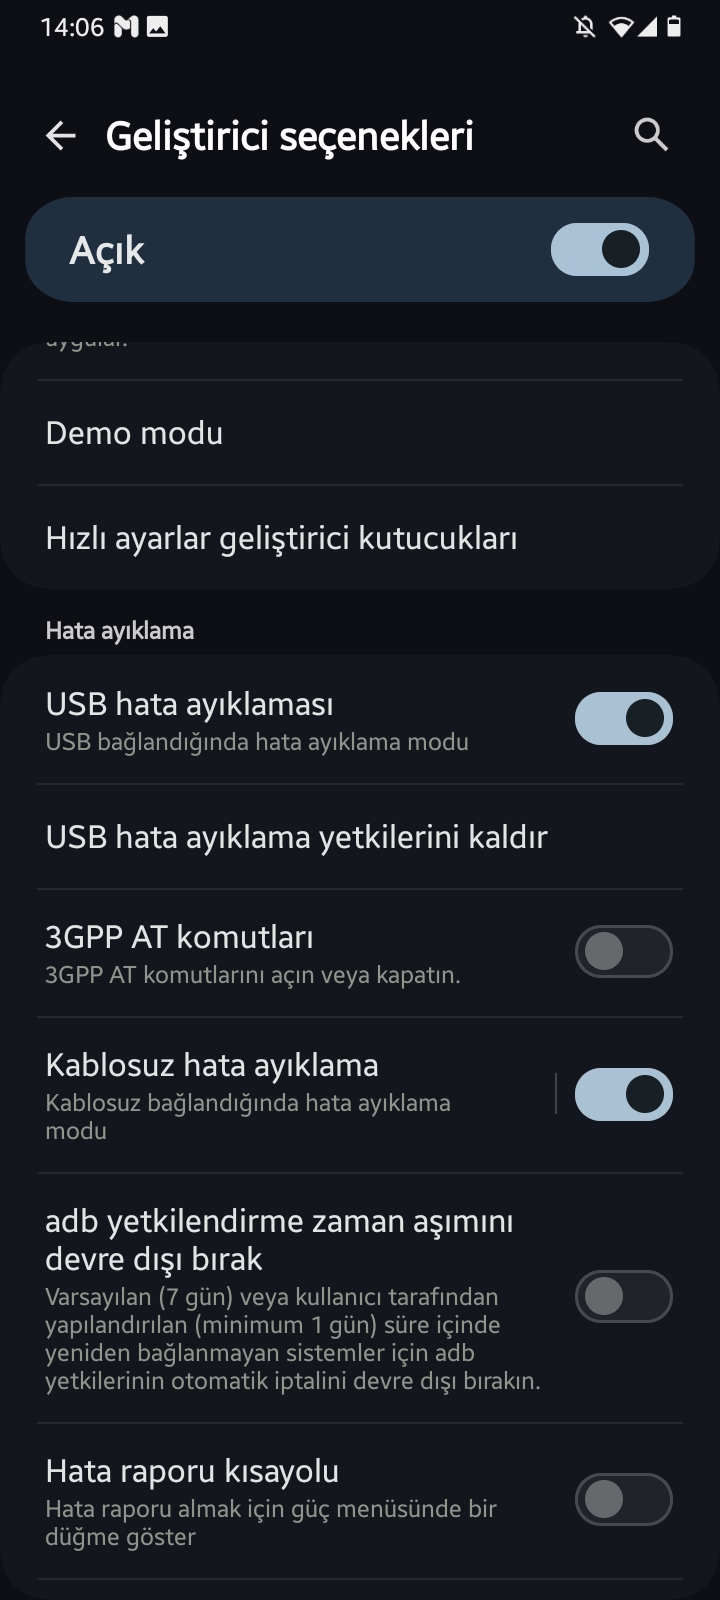 14:06
Geliştirici seçenekleri
Açık
uygular.
Demo modu
Hızlı ayarlar geliştirici kutucukları
Hata ayıklama
USB hata ayıklaması
USB bağlandığında hata ayıklama modu
USB hata ayıklama yetkilerini kaldır
3GPP AT komutları
3GPP AT komutlarını açın veya kapatın.
Kablosuz hata ayıklama
Kablosuz bağlandığında hata ayıklama
modu
adb yetkilendirme zaman aşımını
devre dışı bırak
Varsayılan (7 gün) veya kullanıcı tarafından
yapılandırılan (minimum 1 gün) süre içinde
yeniden bağlanmayan sistemler için adb
yetkilerinin otomatik iptalini devre dışı bırakın.
Hata raporu kısayolu
Hata raporu almak için güç menüsünde bir
düğme göster